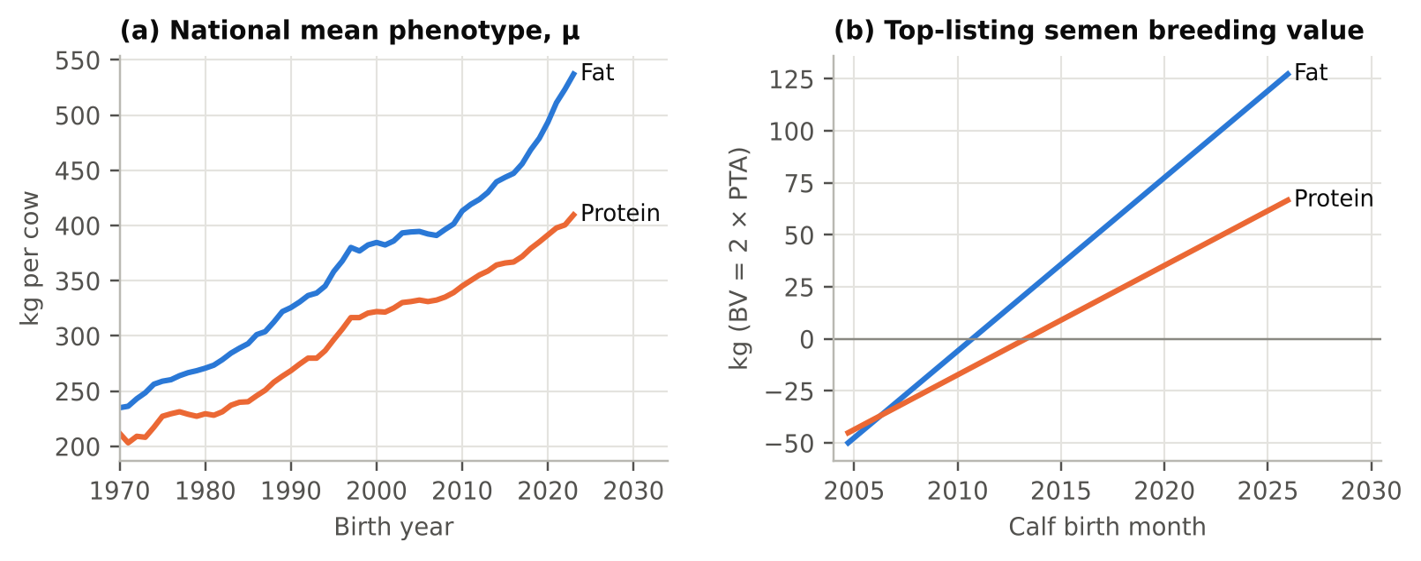 (a) National mean phenotype, μ
550
500
450
400
350
300
250
200
kg per cow
Fat
Protein
1970 1980 1990 2000 2010 2020 2030
Birth year
(b) Top-listing semen breeding value
125
100
75
50
25
0
−25
−50
kg (BV = 2 × PTA)
Fat
Protein
2005 2010 2015 2020 2025 2030
Calf birth month